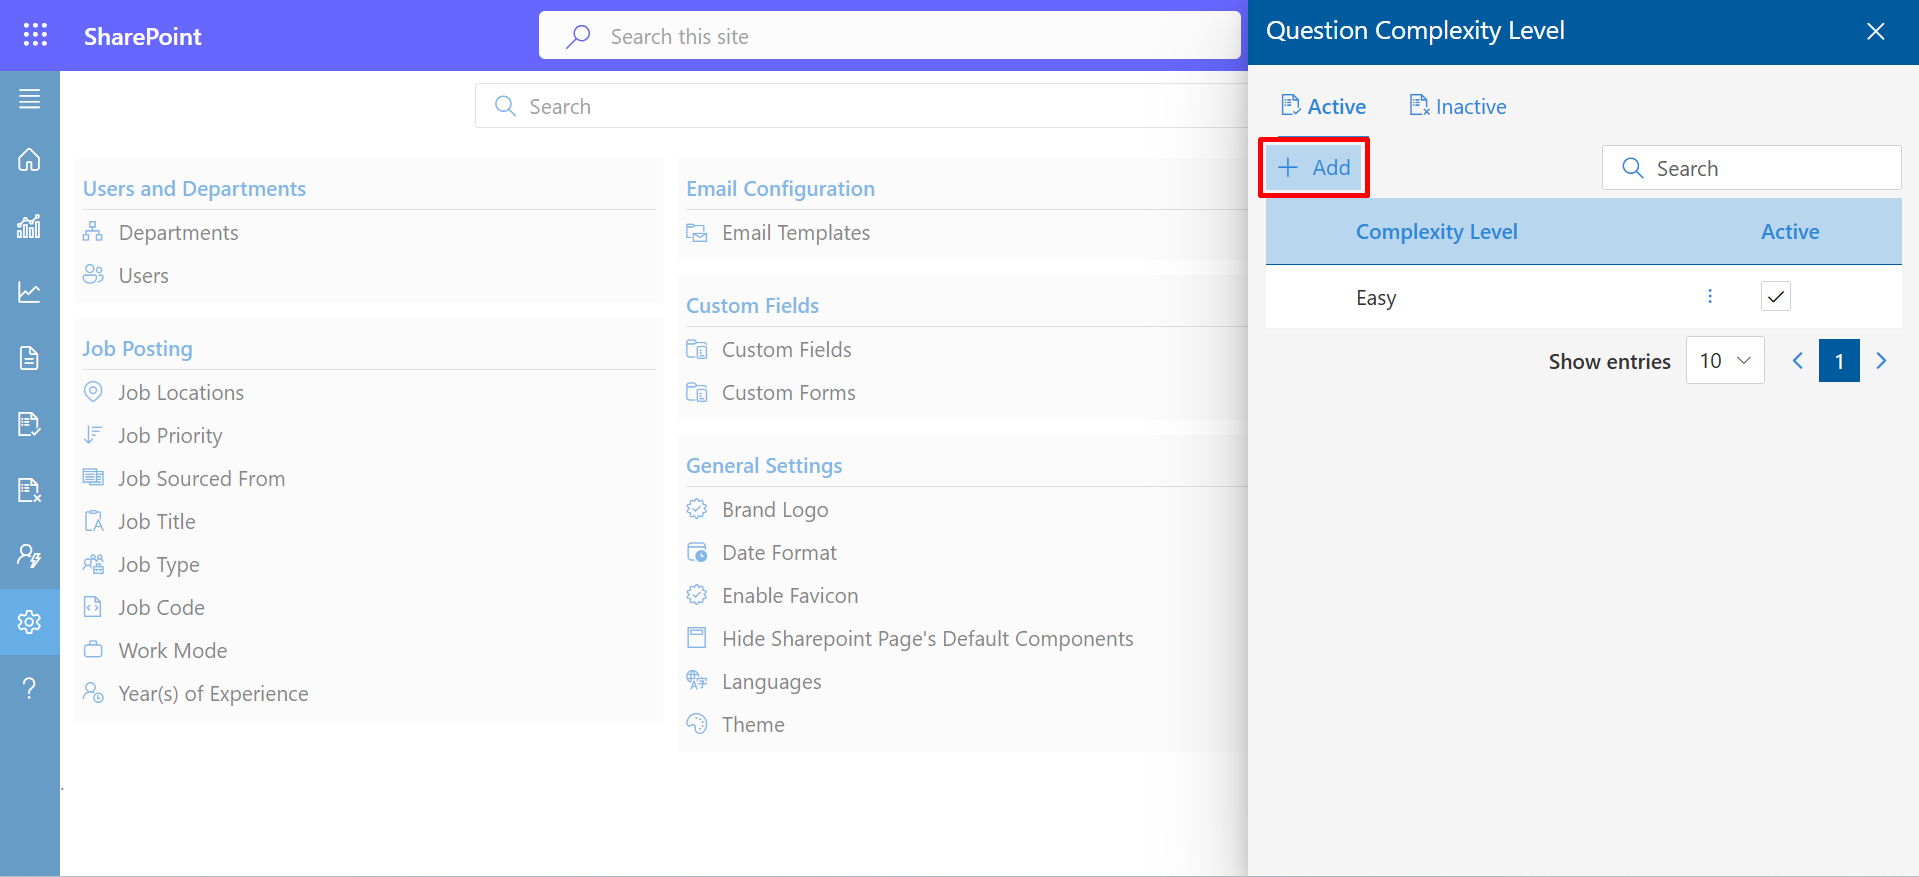 SharePoint
Search this site
Search
Users and Departments
Departments
Users
Job Posting
Job Locations
Job Priority
Job Sourced From
Job Title
Job Type
Job Code
Work Mode
Year(s) of Experience
Email Configuration
Email Templates
Custom Fields
Custom Fields
Custom Forms
General Settings
Brand Logo
Date Format
Enable Favicon
Hide Sharepoint Page's Default Components
Languages
Theme
Question Complexity Level
Active Inactive
Add
Search
Complexity Level Active
Easy
Show entries 10 1